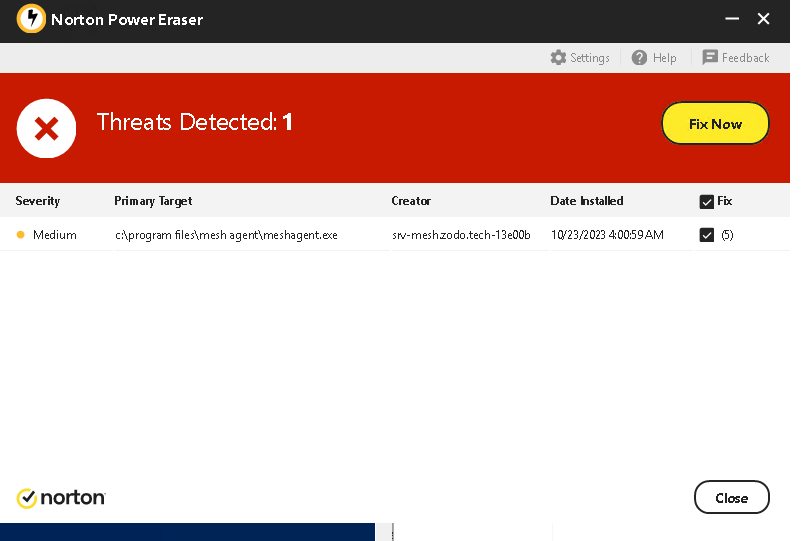 Norton Power Eraser
Settings Help Feedback
Threats Detected: 1
Fix Now
Severity Primary Target Creator Date Installed Fix
Medium c:\program files\mesh agent\meshagent.exe srv-mesh.zodo.tech-13e00b 10/23/2023 4:00:59 AM (5)
norton
Close